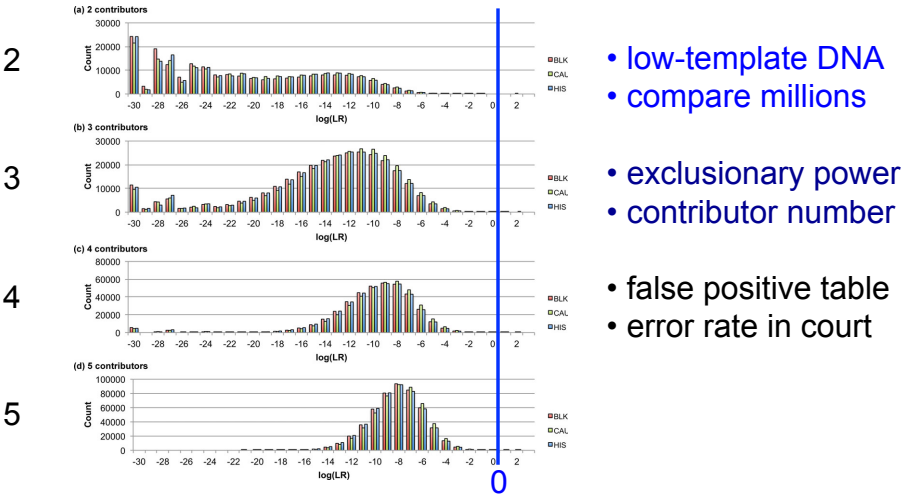 2
(a) 2 contributors
30000
20000
10000
0
Count
-30 -28 -26 -24 -22 -20 -18 -16 -14 -12 -10 -8 -6 -4 -2 0 2
log(LR)
BLK
CAU
HIS
3
(b) 3 contributors
30000
20000
10000
0
Count
-30 -28 -26 -24 -22 -20 -18 -16 -14 -12 -10 -8 -6 -4 -2 0 2
log(LR)
BLK
CAU
HIS
4
(c) 4 contributors
80000
60000
40000
20000
0
Count
-30 -28 -26 -24 -22 -20 -18 -16 -14 -12 -10 -8 -6 -4 -2 0 2
log(LR)
BLK
CAU
HIS
5
(d) 5 contributors
100000
80000
60000
40000
20000
0
Count
-30 -28 -26 -24 -22 -20 -18 -16 -14 -12 -10 -8 -6 -4 -2 0 2
log(LR)
BLK
CAU
HIS
0
• low-template DNA
• compare millions
• exclusionary power
• contributor number
• false positive table
• error rate in court